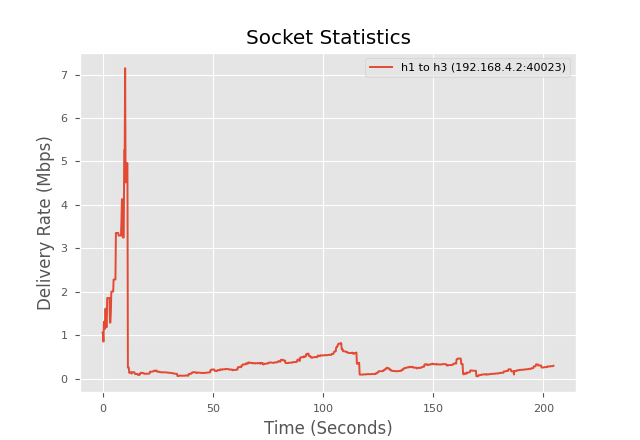 Socket Statistics
h1 to h3 (192.168.4.2:40023)
Delivery Rate (Mbps)
7
6
5
4
3
2
1
0
0 50 100 150 200
Time (Seconds)